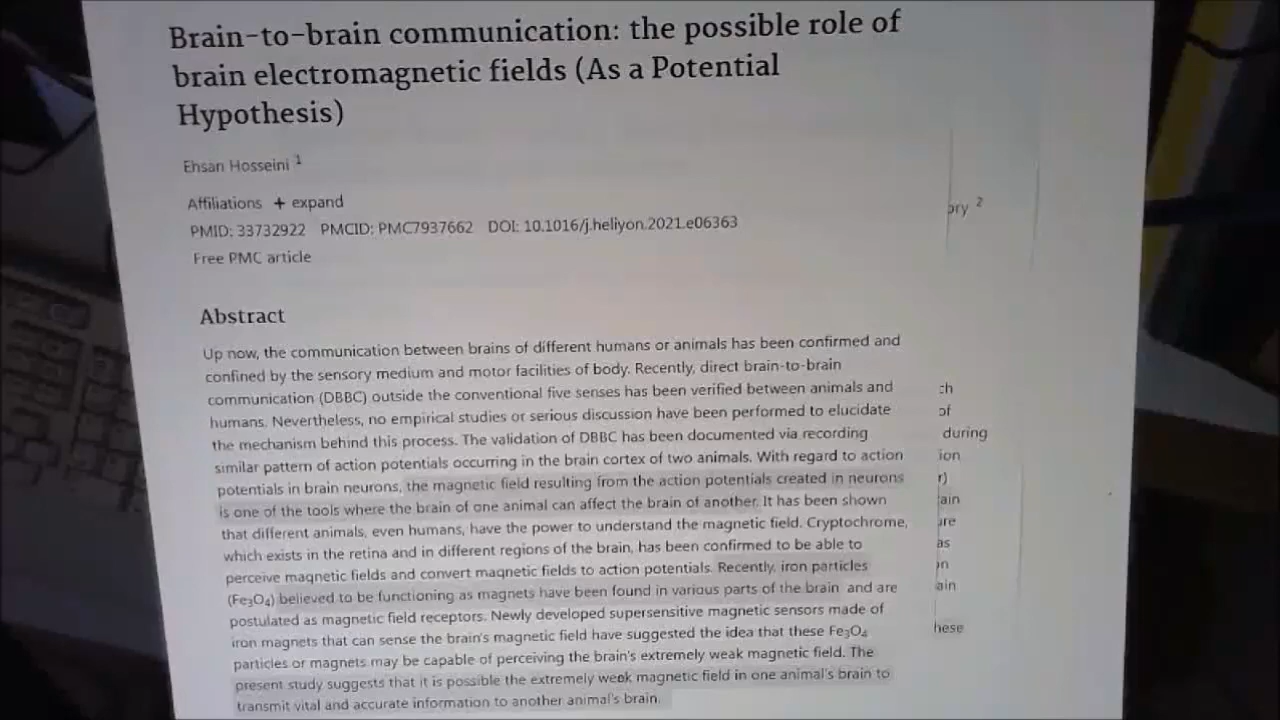 Brain-to-brain communication: the possible role of
brain electromagnetic fields (As a Potential
Hypothesis)
Ehsan Hosseini 1
Affiliations + expand
PMID: 33732922 PMCID: PMC7937662 DOI: 10.1016/j.heliyon.2021.e06363
Free PMC article
Abstract
Up now, the communication between brains of different humans or animals has been confirmed and
confined by the sensory medium and motor facilities of body. Recently, direct brain-to-brain
communication (DBBC) outside the conventional five senses has been verified between animals and
humans. Nevertheless, no empirical studies or serious discussion have been performed to elucidate
the mechanism behind this process. The validation of DBBC has been documented via recording
similar pattern of action potentials occurring in the brain cortex of two animals. With regard to action
potentials in brain neurons, the magnetic field resulting from the action potentials created in neurons
is one of the tools where the brain of one animal can affect the brain of another. It has been shown
that different animals, even humans, have the power to understand the magnetic field. Cryptochrome,
which exists in the retina and in different regions of the brain, has been confirmed to be able to
perceive magnetic fields and convert magnetic fields to action potentials. Recently, iron particles
(Fe3O4) believed to be functioning as magnets have been found in various parts of the brain and are
postulated as magnetic field receptors. Newly developed supersensitive magnetic sensors made of
iron magnets that can sense the brain's magnetic field have suggested the idea that these Fe3O4
particles or magnets may be capable of perceiving the brain's extremely weak magnetic field. The
present study suggests that it is possible the extremely week magnetic field in one animal's brain to
transmit vital and accurate information to another animal's brain.
ory 2
ch
of
during
ion
r)
ain
are
as
in
ain
hese